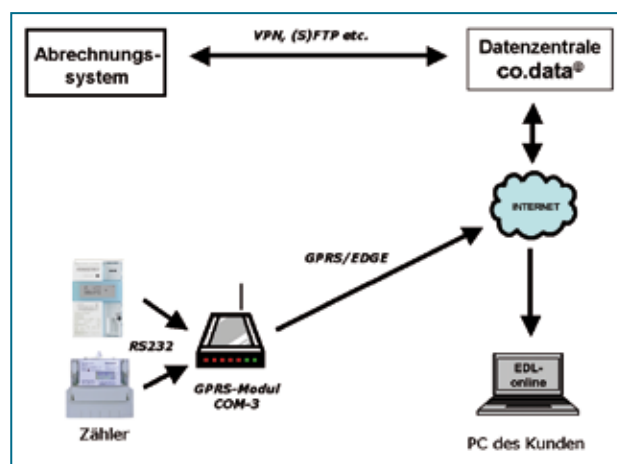 VPN, (S)FTP etc.
Abrechnungs-
system
Datenzentrale
co.data®
INTERNET
GPRS/EDGE
RS232
GPRS-Modul
COM-3
Zähler
EDL-
online
PC des Kunden